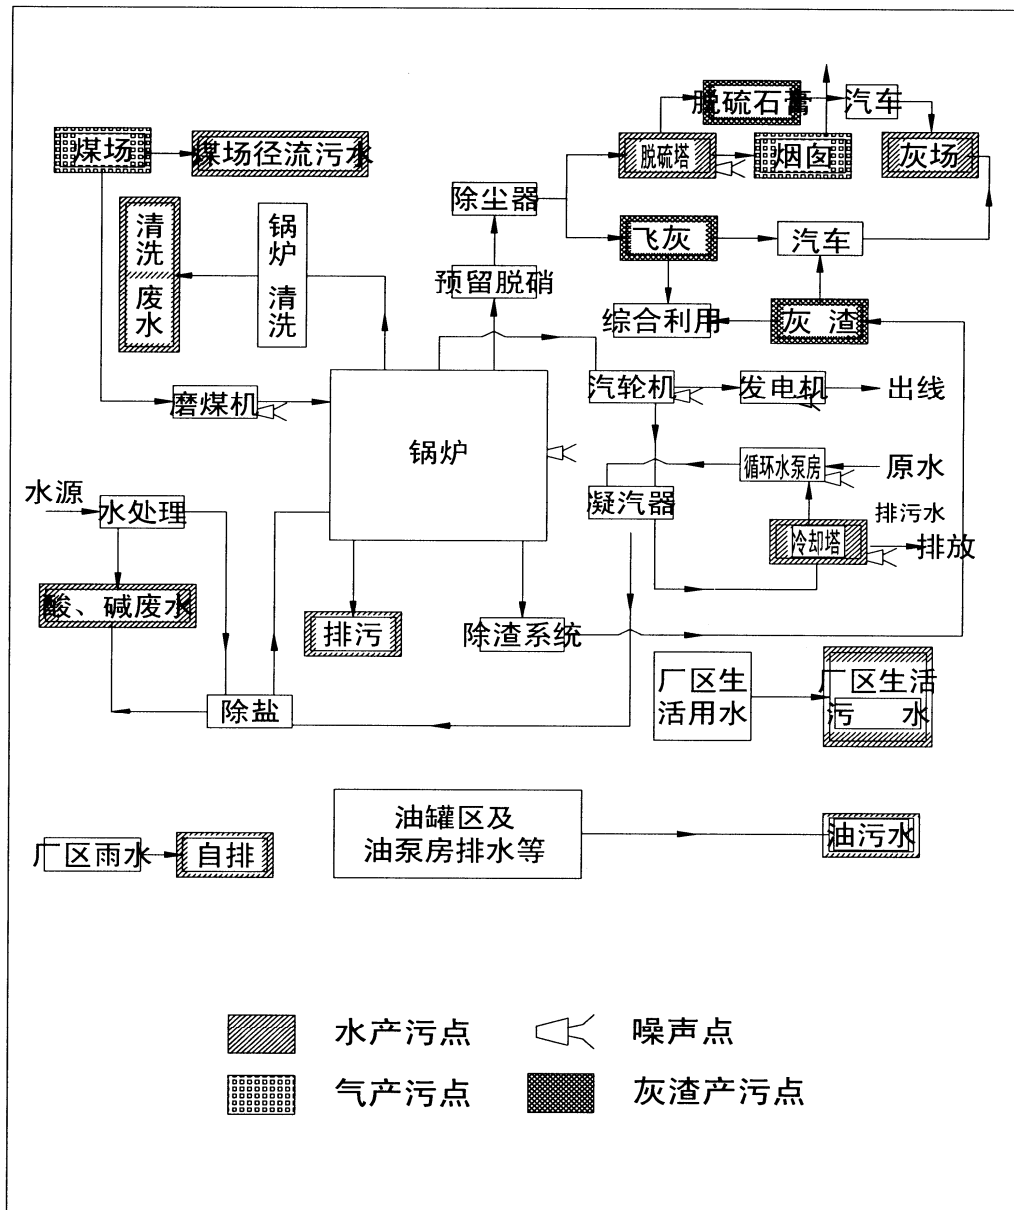 脱硫石膏
汽车
煤场
煤场径流污水
脱硫塔
烟囱
灰场
除尘器
清洗
废水
锅炉
清洗
飞灰
汽车
预留脱硝
综合利用
灰 渣
磨煤机
汽轮机
发电机
出线
锅炉
循环水泵房
原水
水源
水处理
凝汽器
排污水
冷却塔
排放
酸、碱废水
排污
除渣系统
除盐
厂区生
活用水
厂区生活
污 水
油罐区及
油泵房排水等
油污水
厂区雨水
自排
水产污点
噪声点
气产污点
灰渣产污点